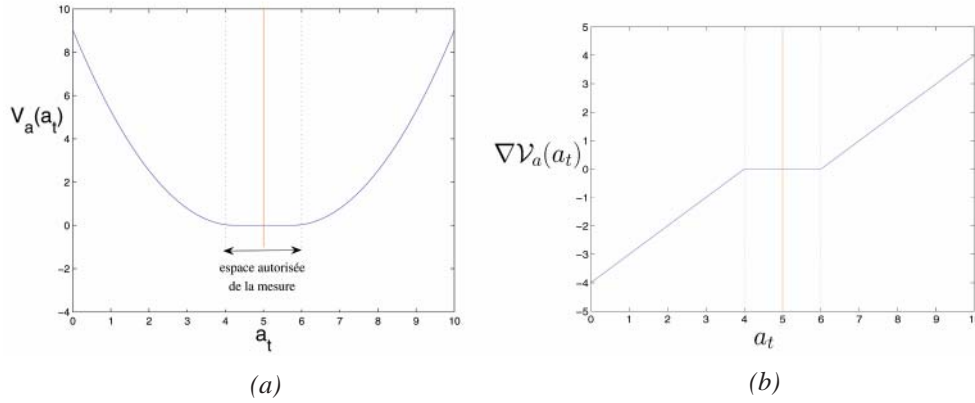 10
8
6
4
2
0
−2
−4
V_a(a_t)
0 1 2 3 4 5 6 7 8 9 10
a_t
espace autorisée
de la mesure
(a)
5
4
3
2
1
0
−1
−2
−3
−4
−5
∇𝒱_a(a_t)
0 1 2 3 4 5 6 7 8 9 1
a_t
(b)